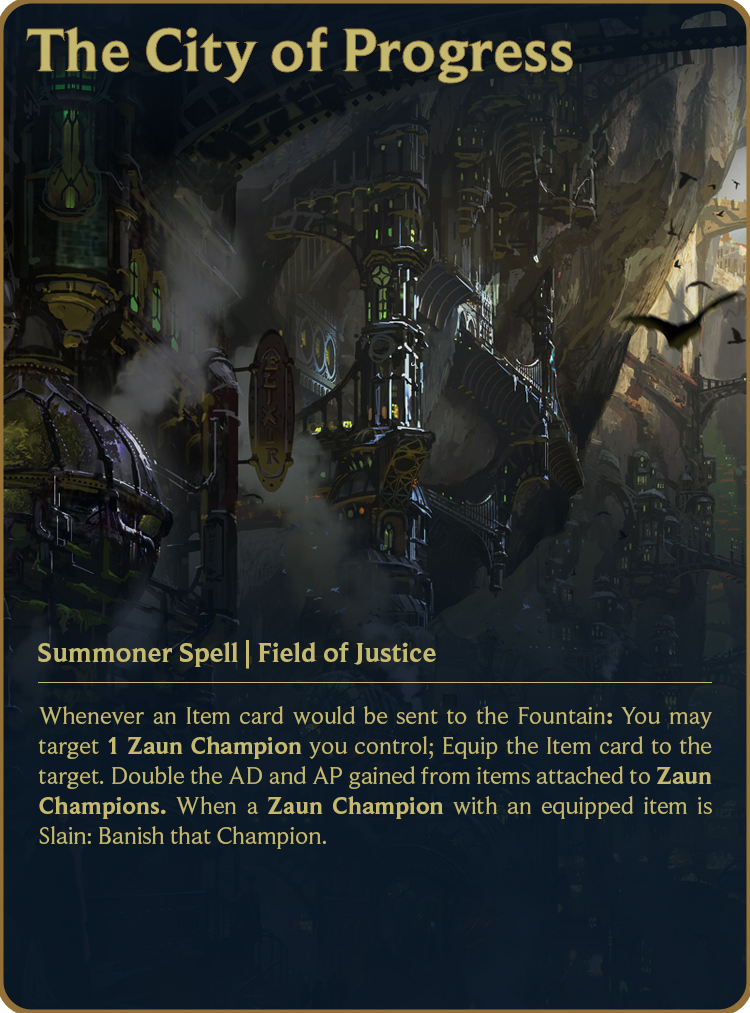 The City of Progress
ELIXIR
Summoner Spell | Field of Justice
Whenever an Item card would be sent to the Fountain: You may
target 1 Zaun Champion you control; Equip the Item card to the
target. Double the AD and AP gained from items attached to Zaun
Champions. When a Zaun Champion with an equipped item is
Slain: Banish that Champion.